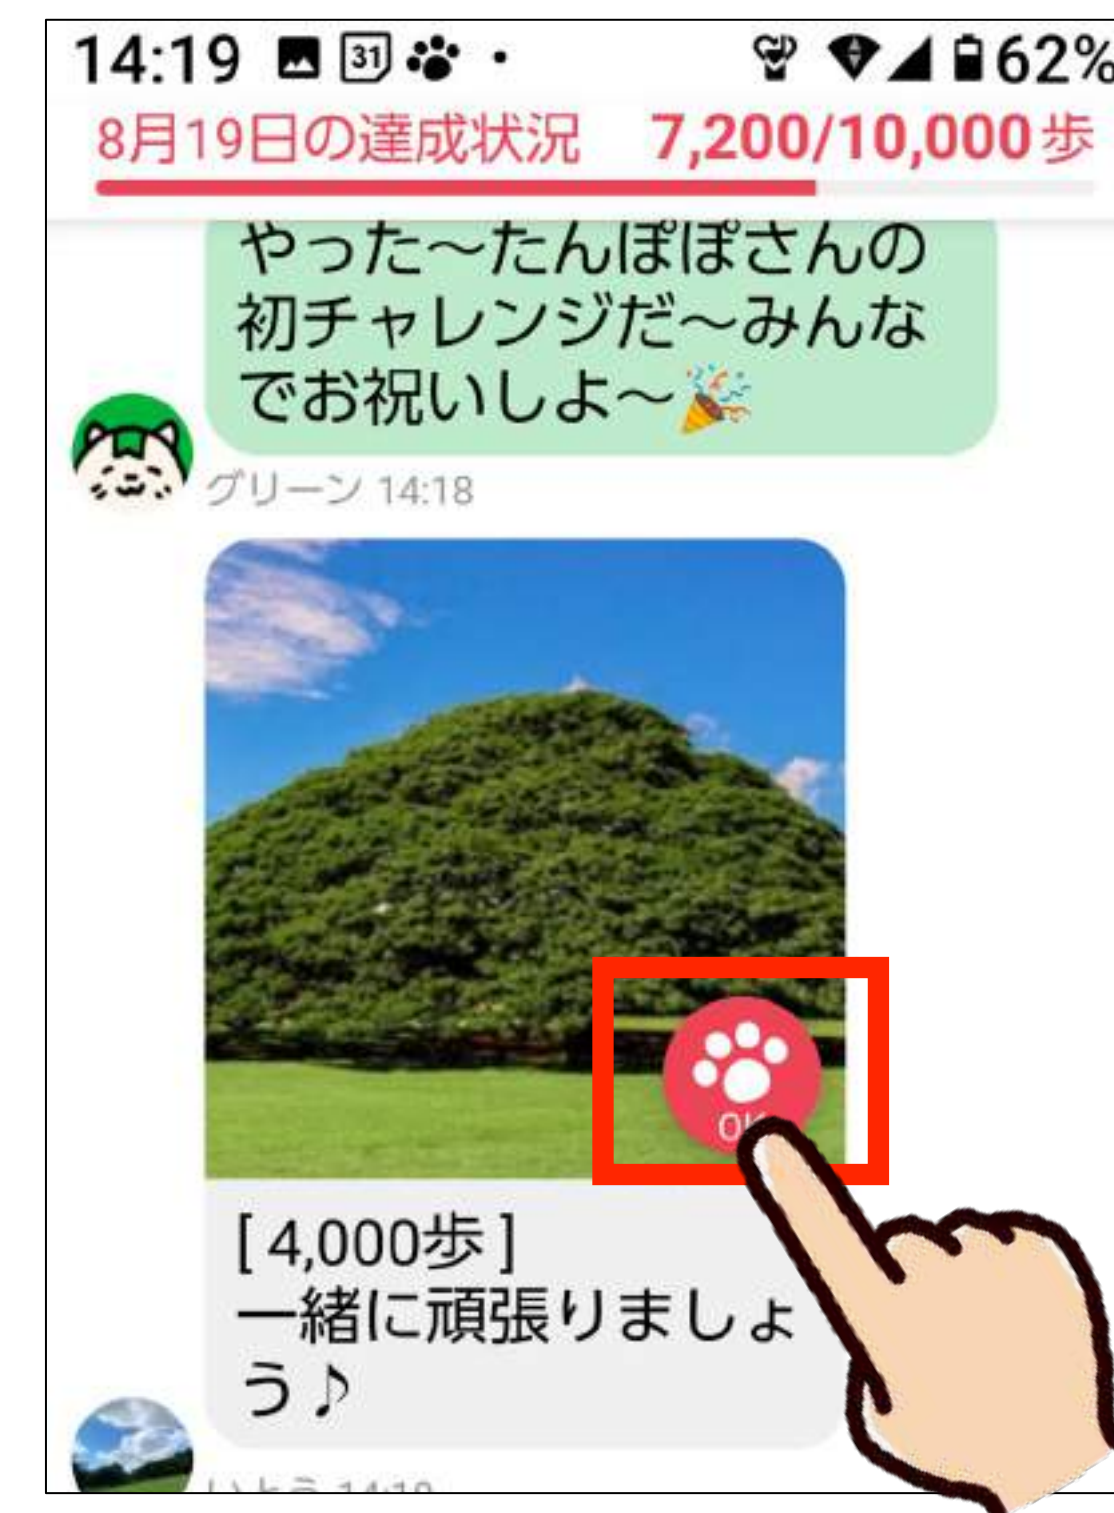 14:19 31 62%
8月19日の達成状況 7,200/10,000歩
やった〜たんぽぽさんの
初チャレンジだ〜みんな
でお祝いしよ〜🎉
グリーン 14:18
[ 4,000歩 ]
一緒に頑張りましょ
う♪